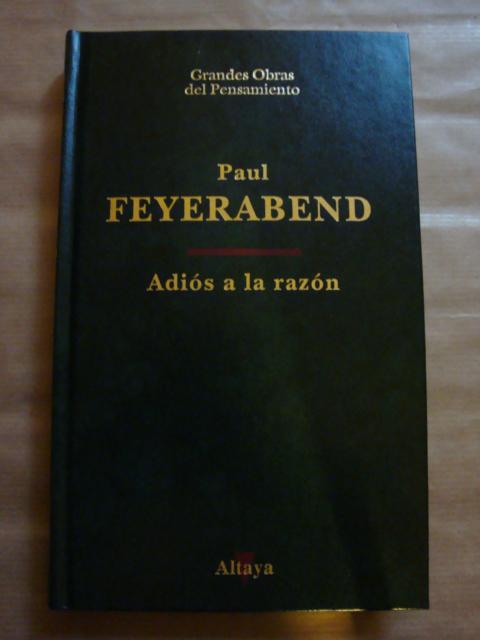 Grandes Obras
del Pensamiento
Paul
FEYERABEND
Adiós a la razón
Altaya